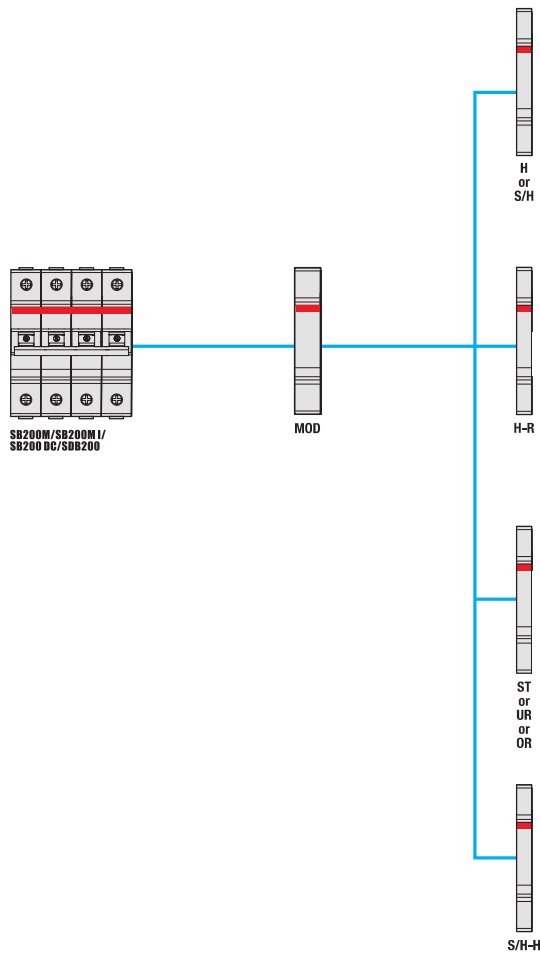 H
or
S/H
SB200M/SB200M I/
SB200 DC/SDB200
MOD
H-R
ST
or
UR
or
OR
S/H-H